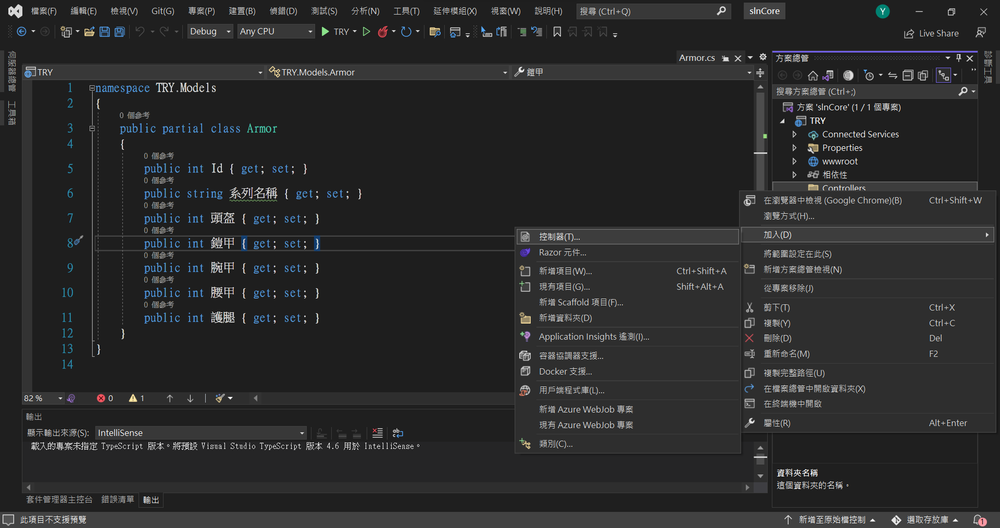 檔案(F) 編輯(E) 檢視(V) Git(G) 專案(P) 建置(B) 偵錯(D) 測試(S) 分析(N) 工具(T) 延伸模組(X) 視窗(W) 說明(H) 搜尋 (Ctrl+Q) slnCore Y
Debug Any CPU TRY Live Share
伺服器總管
工具箱
Armor.cs
TRY TRY.Models.Armor 鎧甲
1 namespace TRY.Models
2 {
0 個參考
3 public partial class Armor
4 {
0 個參考
5 public int Id { get; set; }
0 個參考
6 public string 系列名稱 { get; set; }
0 個參考
7 public int 頭盔 { get; set; }
0 個參考
8 public int 鎧甲 { get; set; }
0 個參考
9 public int 腕甲 { get; set; }
0 個參考
10 public int 腰甲 { get; set; }
0 個參考
11 public int 護腿 { get; set; }
12 }
13 }
14
82 % 0 1
輸出
顯示輸出來源(S): IntelliSense
載入的專案未指定 TypeScript 版本。將預設 Visual Studio TypeScript 版本 4.6 用於 IntelliSense。
套件管理器主控台 錯誤清單 輸出
方案總管
診斷工具
搜尋方案總管 (Ctrl+;)
方案 'slnCore' (1 / 1 個專案)
TRY
Connected Services
Properties
wwwroot
相依性
Controllers
在瀏覽器中檢視 (Google Chrome)(B) Ctrl+Shift+W
瀏覽方式(H)...
加入(D)
將範圍設定在此(S)
新增方案總管檢視(N)
從專案移除(J)
剪下(T) Ctrl+X
複製(Y) Ctrl+C
刪除(D) Del
重新命名(M) F2
複製完整路徑(U)
在檔案總管中開啟資料夾(X)
在終端機中開啟
屬性(R) Alt+Enter
控制器(T)...
Razor 元件...
新增項目(W)... Ctrl+Shift+A
現有項目(G)... Shift+Alt+A
新增 Scaffold 項目(F)...
新增資料夾(D)
Application Insights 遙測(I)...
容器協調器支援...
Docker 支援...
用戶端程式庫(L)...
新增 Azure WebJob 專案
現有 Azure WebJob 專案
類別(C)...
資料夾名稱
這個資料夾的名稱。
此項目不支援預覽 新增至原始檔控制 選取存放庫 1